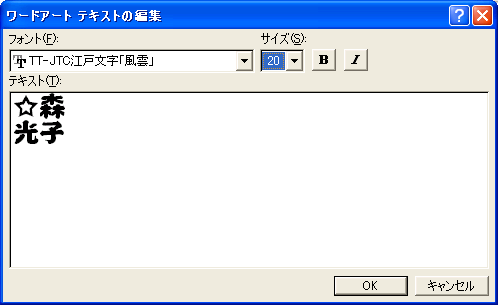 ワードアート テキストの編集
フォント(F):
サイズ(S):
TT-JTC江戸文字「風雲」
20
B
I
テキスト(T):
☆森
光子
OK
キャンセル